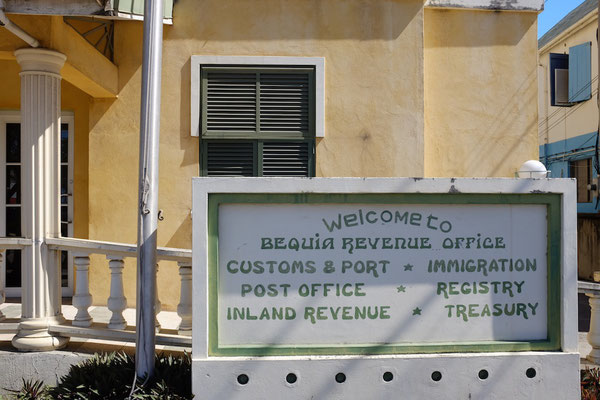 Welcome to
BEQUIA REVENUE OFFICE
CUSTOMS & PORT ★ IMMIGRATION
POST OFFICE ★ REGISTRY
INLAND REVENUE ★ TREASURY